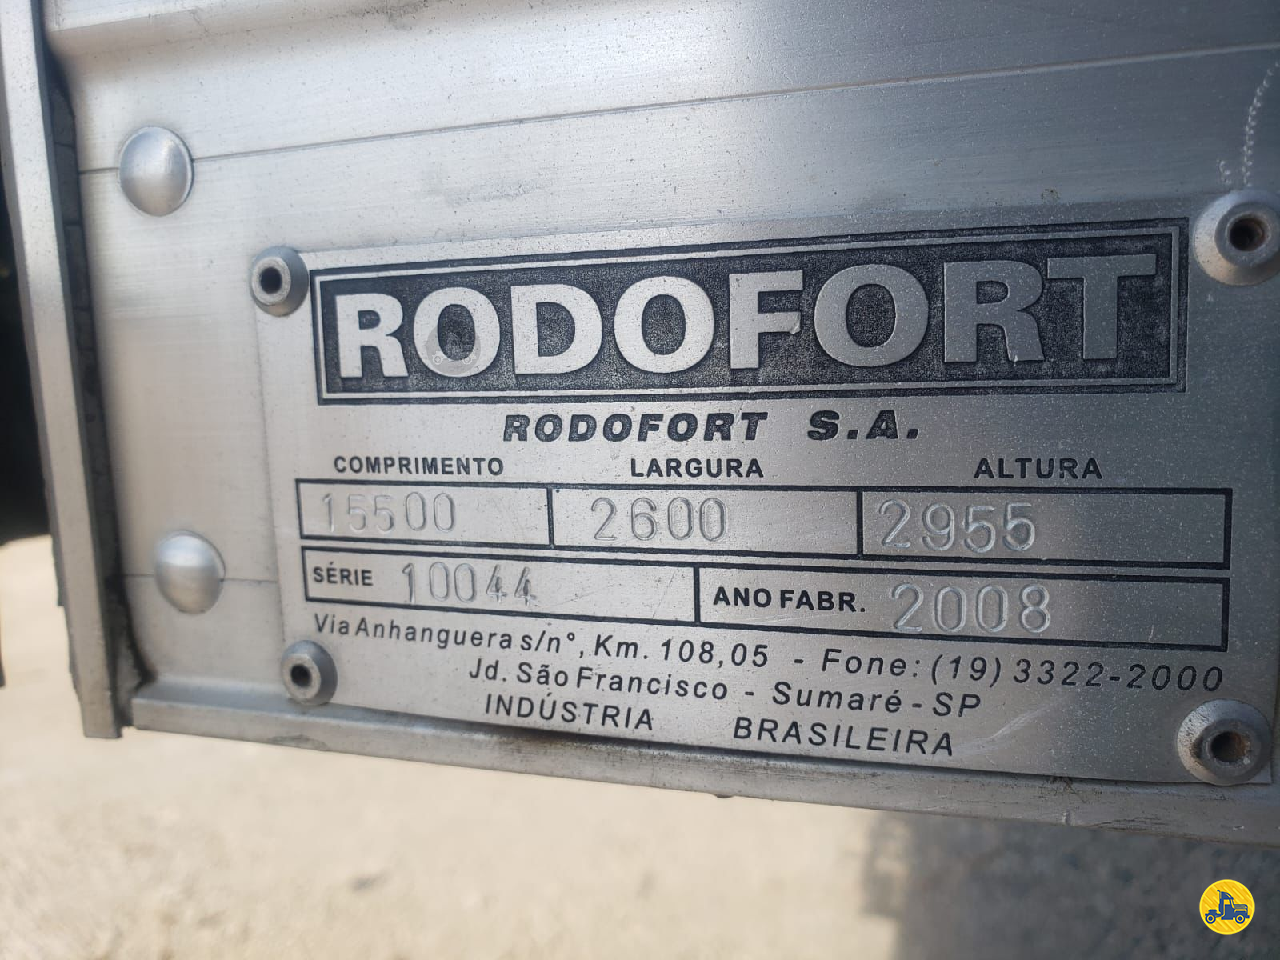 RODOFORT
RODOFORT S.A.
COMPRIMENTO LARGURA ALTURA
15500 2600 2955
SÉRIE 10044 ANO FABR. 2008
Via Anhanguera s/n°, Km. 108,05 - Fone: (19) 3322-2000
Jd. São Francisco - Sumaré - SP
INDÚSTRIA BRASILEIRA